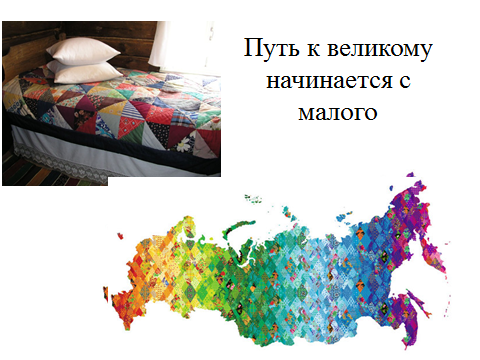 Путь к великому
начинается с
малого